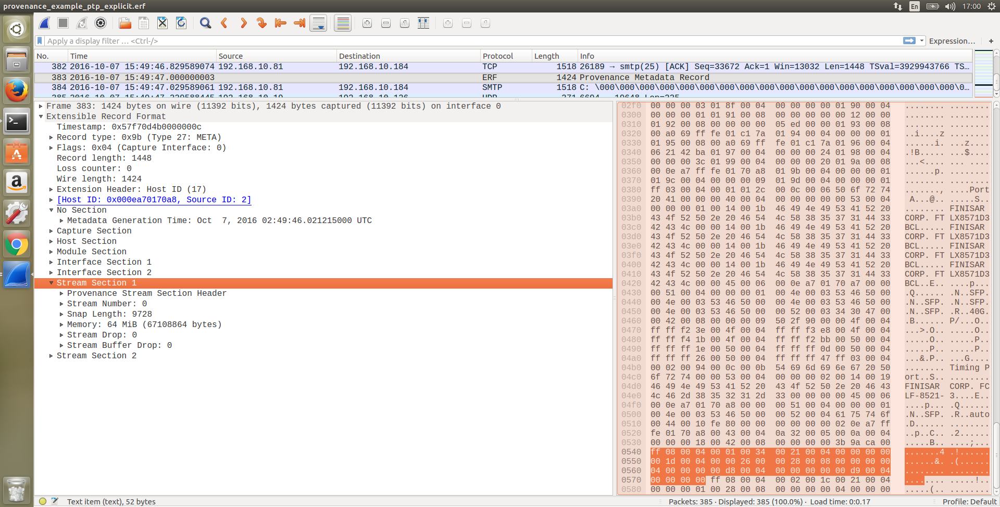 provenance_example_ptp_explicit.erf
En
17:00
Apply a display filter … <Ctrl-/>
Expression… +
No. Time Source Destination Protocol Length Info
382 2016-10-07 15:49:46.829589074 192.168.10.81 192.168.10.184 TCP 1518 26189 → smtp(25) [ACK] Seq=33672 Ack=1 Win=13032 Len=1448 TSval=3929943766 TS…
383 2016-10-07 15:49:47.000000003 ERF 1424 Provenance Metadata Record
384 2016-10-07 15:49:47.029589061 192.168.10.81 192.168.10.184 SMTP 1518 C: \000\000\000\000\000\000\000\000\000\000\000\000\000\000\000\000\000\000\0…
Frame 383: 1424 bytes on wire (11392 bits), 1424 bytes captured (11392 bits) on interface 0
Extensible Record Format
Timestamp: 0x57f70d4b0000000c
Record type: 0x9b (Type 27: META)
Flags: 0x04 (Capture Interface: 0)
Record length: 1448
Loss counter: 0
Wire length: 1424
Extension Header: Host ID (17)
[Host ID: 0x000ea70170a8, Source ID: 2]
No Section
Metadata Generation Time: Oct  7, 2016 02:49:46.021215000 UTC
Capture Section
Host Section
Module Section
Interface Section 1
Interface Section 2
Stream Section 1
Provenance Stream Section Header
Stream Number: 0
Snap Length: 9728
Memory: 64 MiB (67108864 bytes)
Stream Drop: 0
Stream Buffer Drop: 0
Stream Section 2
02f0 00 00 00 03 01 8f 00 04 00 00 00 00 01 90 00 04 ........ ........
0300 00 00 00 01 01 91 00 08 00 00 00 00 00 12 00 00 ........ ........
0310 01 92 00 08 00 00 00 00 05 ed 00 00 01 93 00 08 ........ ........
0320 00 a0 69 ff fe 01 c1 7a 01 94 00 04 00 00 00 01 ..i....z ........
0330 01 95 00 08 00 a0 69 ff fe 01 c1 7a 01 96 00 04 ......i. ...z....
0340 06 21 42 ba 01 97 00 04 00 00 00 24 01 98 00 04 .!B..... ...$....
0350 00 00 00 3c 01 99 00 04 00 00 00 20 01 9a 00 08 ...<.... ... ....
0360 00 0e a7 ff fe 01 70 a8 01 9b 00 04 00 00 00 01 ......p. ........
0370 01 9c 00 04 00 00 00 09 01 9d 00 04 00 00 00 01 ........ ........
0380 ff 03 00 04 00 01 01 2c 00 0c 00 06 50 6f 72 74 ......., ....Port
0390 20 41 00 00 00 40 00 04 00 00 00 00 00 53 00 04  A...@.. .....S..
03a0 00 00 00 01 00 14 00 1b 46 49 4e 49 53 41 52 20 ........ FINISAR
03b0 43 4f 52 50 2e 20 46 54 4c 58 38 35 37 31 44 33 CORP. FT LX8571D3
03c0 42 43 4c 00 00 14 00 1b 46 49 4e 49 53 41 52 20 BCL..... FINISAR
03d0 43 4f 52 50 2e 20 46 54 4c 58 38 35 37 31 44 33 CORP. FT LX8571D3
03e0 42 43 4c 00 00 14 00 1b 46 49 4e 49 53 41 52 20 BCL..... FINISAR
03f0 43 4f 52 50 2e 20 46 54 4c 58 38 35 37 31 44 33 CORP. FT LX8571D3
0400 42 43 4c 00 00 14 00 1b 46 49 4e 49 53 41 52 20 BCL..... FINISAR
0410 43 4f 52 50 2e 20 46 54 4c 58 38 35 37 31 44 33 CORP. FT LX8571D3
0420 42 43 4c 00 00 45 00 06 00 0e a7 01 70 a7 00 00 BCL..E.. ....p...
0430 00 51 00 04 00 00 00 01 00 4e 00 03 53 46 50 00 .Q...... .N..SFP.
0440 00 4e 00 03 53 46 50 00 00 4e 00 03 53 46 50 00 .N..SFP. .N..SFP.
0450 00 4e 00 03 53 46 50 00 00 52 00 03 34 30 47 00 .N..SFP. .R..40G.
0460 00 42 00 08 00 00 00 09 50 2f 90 00 00 4f 00 04 .B...... P/...O..
0470 ff ff f2 3e 00 4f 00 04 ff ff f3 e8 00 4f 00 04 ...>.O.. .....O..
0480 ff ff f4 1b 00 4f 00 04 ff ff f2 bb 00 50 00 04 .....O.. .....P..
0490 ff ff ff 1e 00 50 00 04 ff ff ff 0d 00 50 00 04 .....P.. .....P..
04a0 ff ff ff 26 00 50 00 04 ff ff ff 47 ff 03 00 04 ...&.P.. ...G....
04b0 00 02 00 94 00 0c 00 0b 54 69 6d 69 6e 67 20 50 ........ Timing P
04c0 6f 72 74 00 00 53 00 04 00 00 00 02 00 14 00 19 ort..S.. ........
04d0 46 49 4e 49 53 41 52 20 43 4f 52 50 2e 20 46 43 FINISAR  CORP. FC
04e0 4c 46 2d 38 35 32 31 2d 33 00 00 00 00 45 00 06 LF-8521- 3....E..
04f0 00 0e a7 01 70 a8 00 00 00 51 00 04 00 00 00 01 ....p... .Q......
0500 00 4e 00 03 53 46 50 00 00 52 00 04 61 75 74 6f .N..SFP. .R..auto
0510 00 44 00 10 fe 80 00 00 00 00 00 00 02 0e a7 ff .D...... ........
0520 fe 01 70 a8 00 43 00 04 0a 32 00 05 00 0a 00 04 ..p..C.. .2......
0530 00 00 00 18 00 42 00 08 00 00 00 00 3b 9a ca 00 .....B.. ....;...
0540 ff 08 00 04 00 01 00 34 00 21 00 04 00 00 00 00 .......4 .!......
0550 00 1d 00 04 00 00 26 00 00 28 00 08 00 00 00 00 ......&. .(......
0560 04 00 00 00 00 d8 00 04 00 00 00 00 00 d9 00 04 ........ ........
0570 00 00 00 00 ff 08 00 04 00 02 00 1c 00 21 00 04 ........ .....!..
0580 00 00 00 01 00 28 00 08 00 00 00 00 04 00 00 00 .....(.. ........
Text item (text), 52 bytes
Packets: 385 · Displayed: 385 (100.0%) · Load time: 0:0.17
Profile: Default